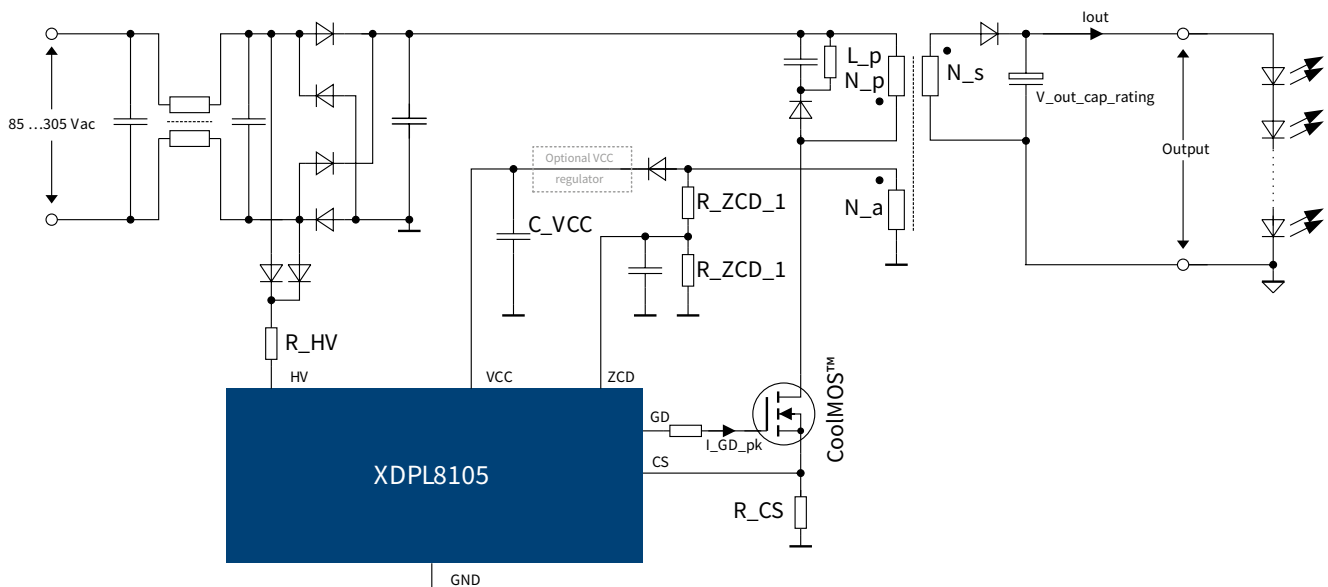 Iout
L_p
N_p
N_s
V_out_cap_rating
85 ...305 Vac
Output
Optional VCC
regulator
R_ZCD_1
N_a
C_VCC
R_ZCD_1
R_HV
HV
VCC
ZCD
GD
I_GD_pk
CoolMOS™
CS
XDPL8105
R_CS
GND